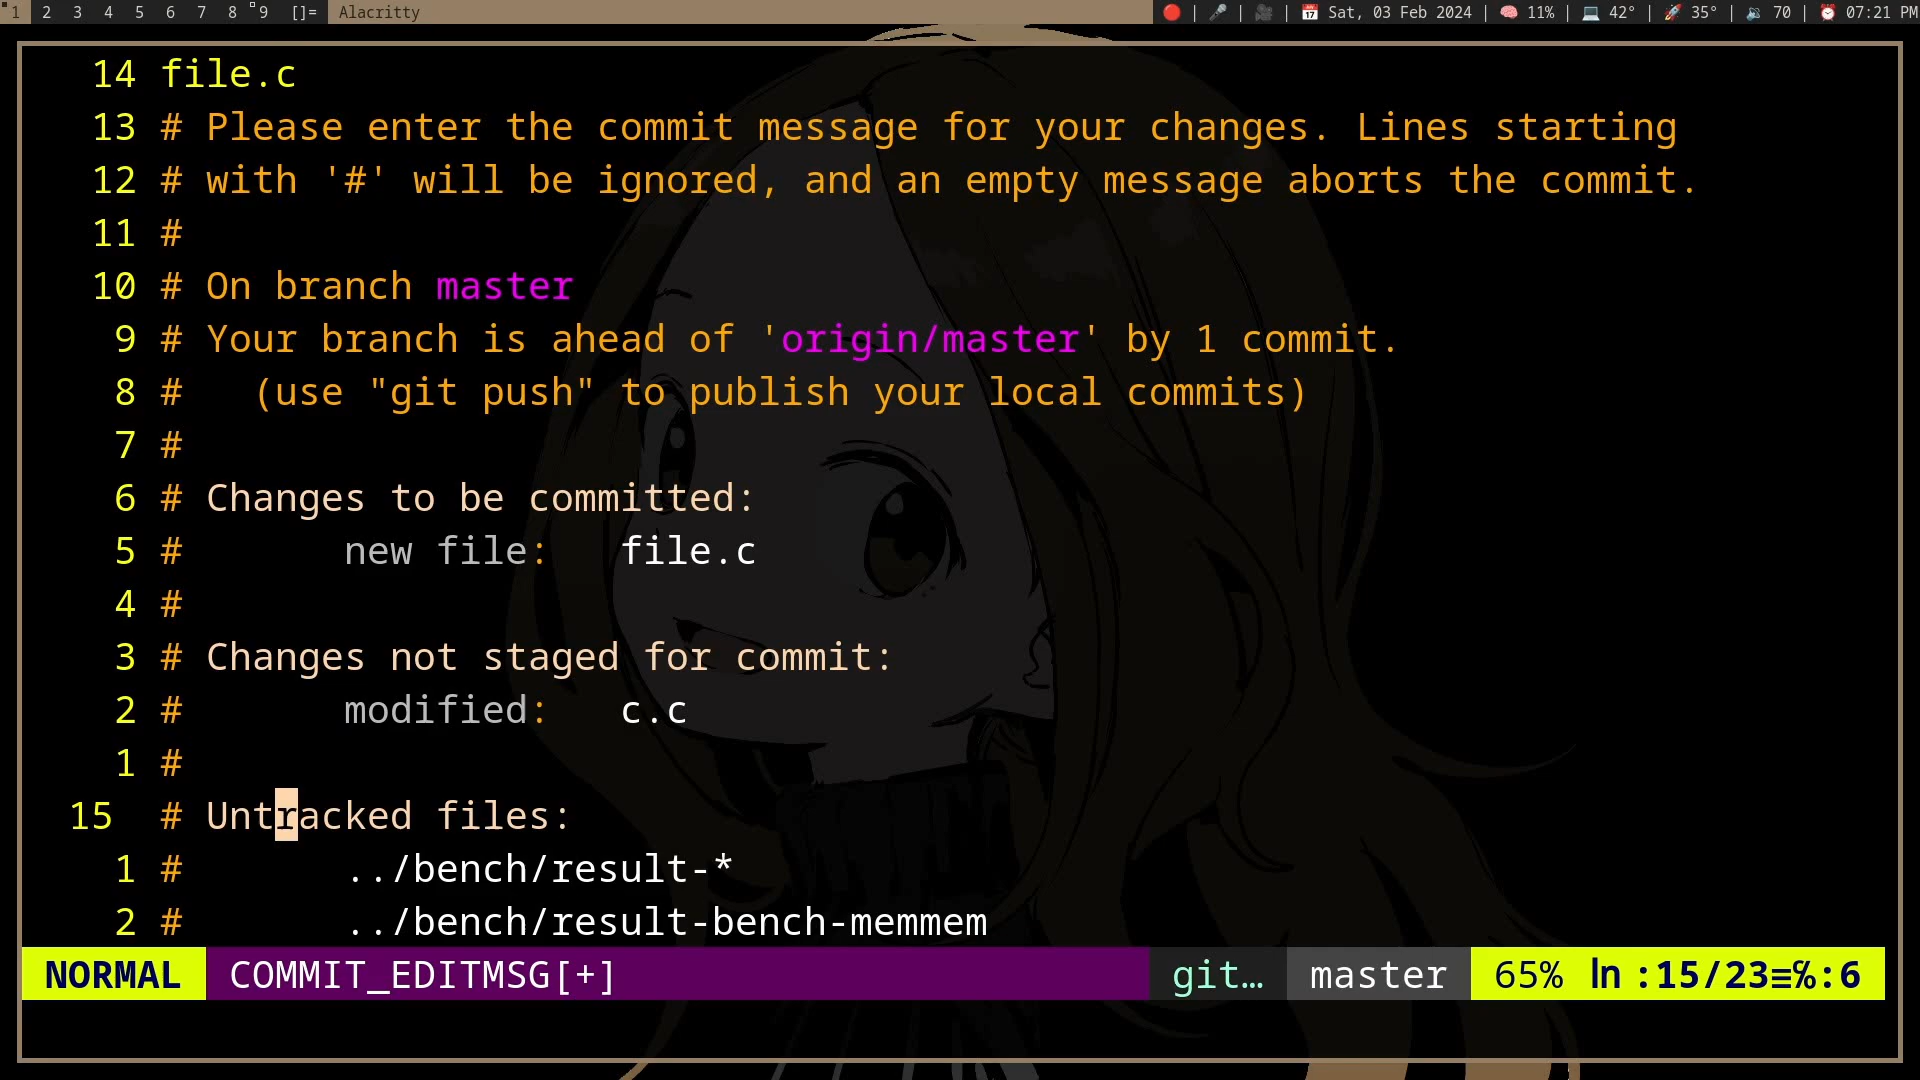 1 2 3 4 5 6 7 8 9 []= Alacritty | | | Sat, 03 Feb 2024 | 11% | 42° | 35° | 70 | 07:21 PM
14 file.c
13 # Please enter the commit message for your changes. Lines starting
12 # with '#' will be ignored, and an empty message aborts the commit.
11 #
10 # On branch master
9 # Your branch is ahead of 'origin/master' by 1 commit.
8 #   (use "git push" to publish your local commits)
7 #
6 # Changes to be committed:
5 #       new file:   file.c
4 #
3 # Changes not staged for commit:
2 #       modified:   c.c
1 #
15 # Untracked files:
1 #       ../bench/result-*
2 #       ../bench/result-bench-memmem
NORMAL COMMIT_EDITMSG[+] git… master 65% ln :15/23≡℅:6